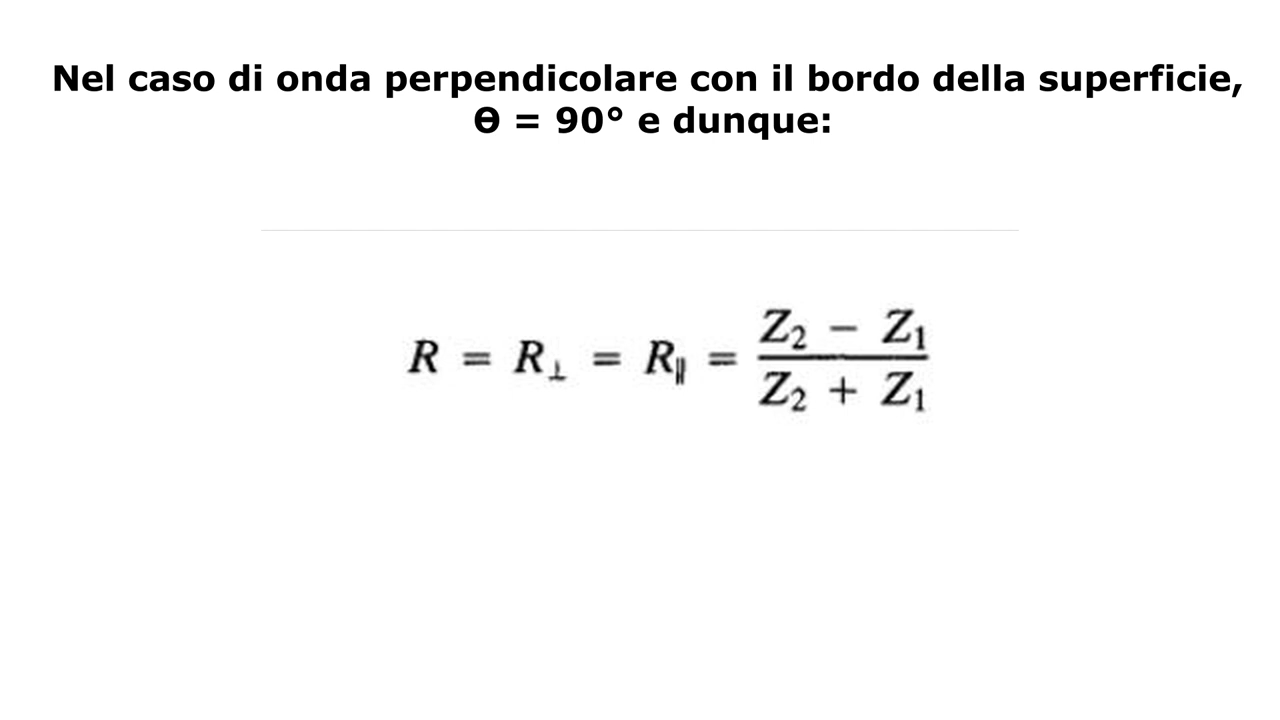 Nel caso di onda perpendicolare con il bordo della superficie,
ϴ = 90° e dunque:
R = R⊥ = R∥ = (Z₂ − Z₁) / (Z₂ + Z₁)